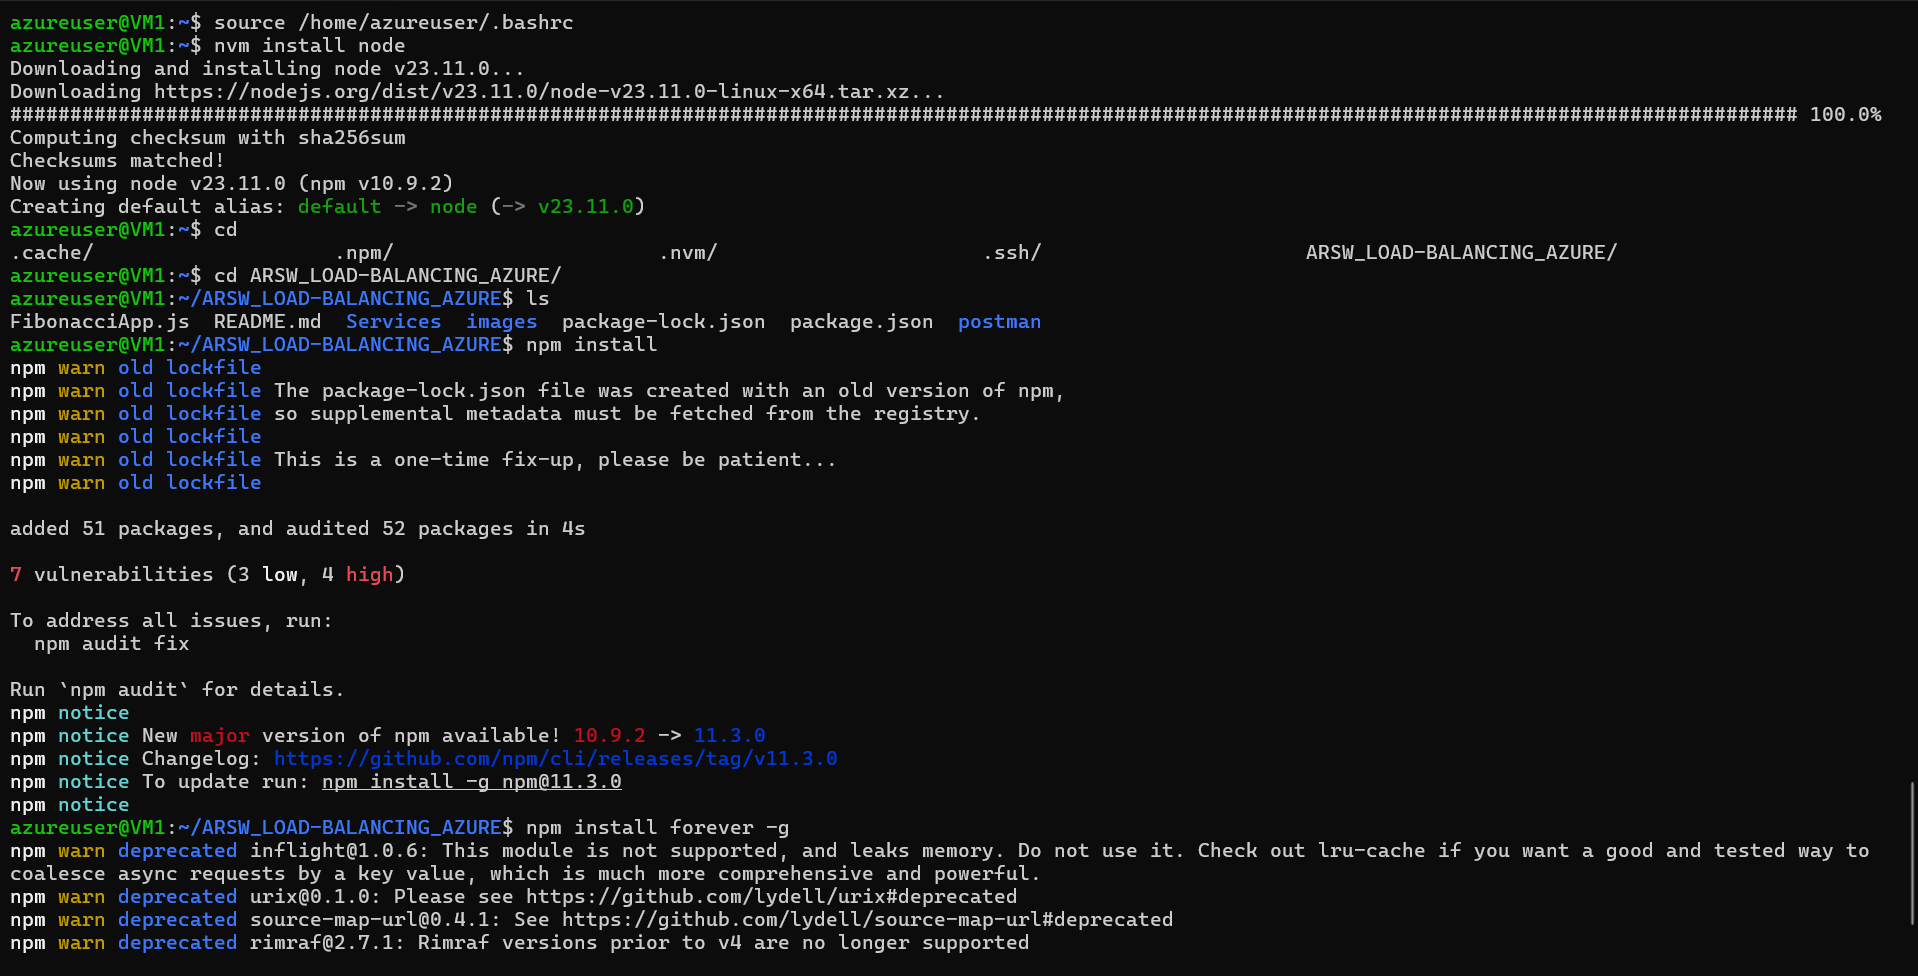 azureuser@VM1:~$ source /home/azureuser/.bashrc
azureuser@VM1:~$ nvm install node
Downloading and installing node v23.11.0...
Downloading https://nodejs.org/dist/v23.11.0/node-v23.11.0-linux-x64.tar.xz...
##################################################################################################################################################### 100.0%
Computing checksum with sha256sum
Checksums matched!
Now using node v23.11.0 (npm v10.9.2)
Creating default alias: default -> node (-> v23.11.0)
azureuser@VM1:~$ cd
.cache/                    .npm/                      .nvm/                      .ssh/                      ARSW_LOAD-BALANCING_AZURE/
azureuser@VM1:~$ cd ARSW_LOAD-BALANCING_AZURE/
azureuser@VM1:~/ARSW_LOAD-BALANCING_AZURE$ ls
FibonacciApp.js  README.md  Services  images  package-lock.json  package.json  postman
azureuser@VM1:~/ARSW_LOAD-BALANCING_AZURE$ npm install
npm warn old lockfile
npm warn old lockfile The package-lock.json file was created with an old version of npm,
npm warn old lockfile so supplemental metadata must be fetched from the registry.
npm warn old lockfile
npm warn old lockfile This is a one-time fix-up, please be patient...
npm warn old lockfile
added 51 packages, and audited 52 packages in 4s
7 vulnerabilities (3 low, 4 high)
To address all issues, run:
  npm audit fix
Run `npm audit` for details.
npm notice
npm notice New major version of npm available! 10.9.2 -> 11.3.0
npm notice Changelog: https://github.com/npm/cli/releases/tag/v11.3.0
npm notice To update run: npm install -g npm@11.3.0
npm notice
azureuser@VM1:~/ARSW_LOAD-BALANCING_AZURE$ npm install forever -g
npm warn deprecated inflight@1.0.6: This module is not supported, and leaks memory. Do not use it. Check out lru-cache if you want a good and tested way to
coalesce async requests by a key value, which is much more comprehensive and powerful.
npm warn deprecated urix@0.1.0: Please see https://github.com/lydell/urix#deprecated
npm warn deprecated source-map-url@0.4.1: See https://github.com/lydell/source-map-url#deprecated
npm warn deprecated rimraf@2.7.1: Rimraf versions prior to v4 are no longer supported